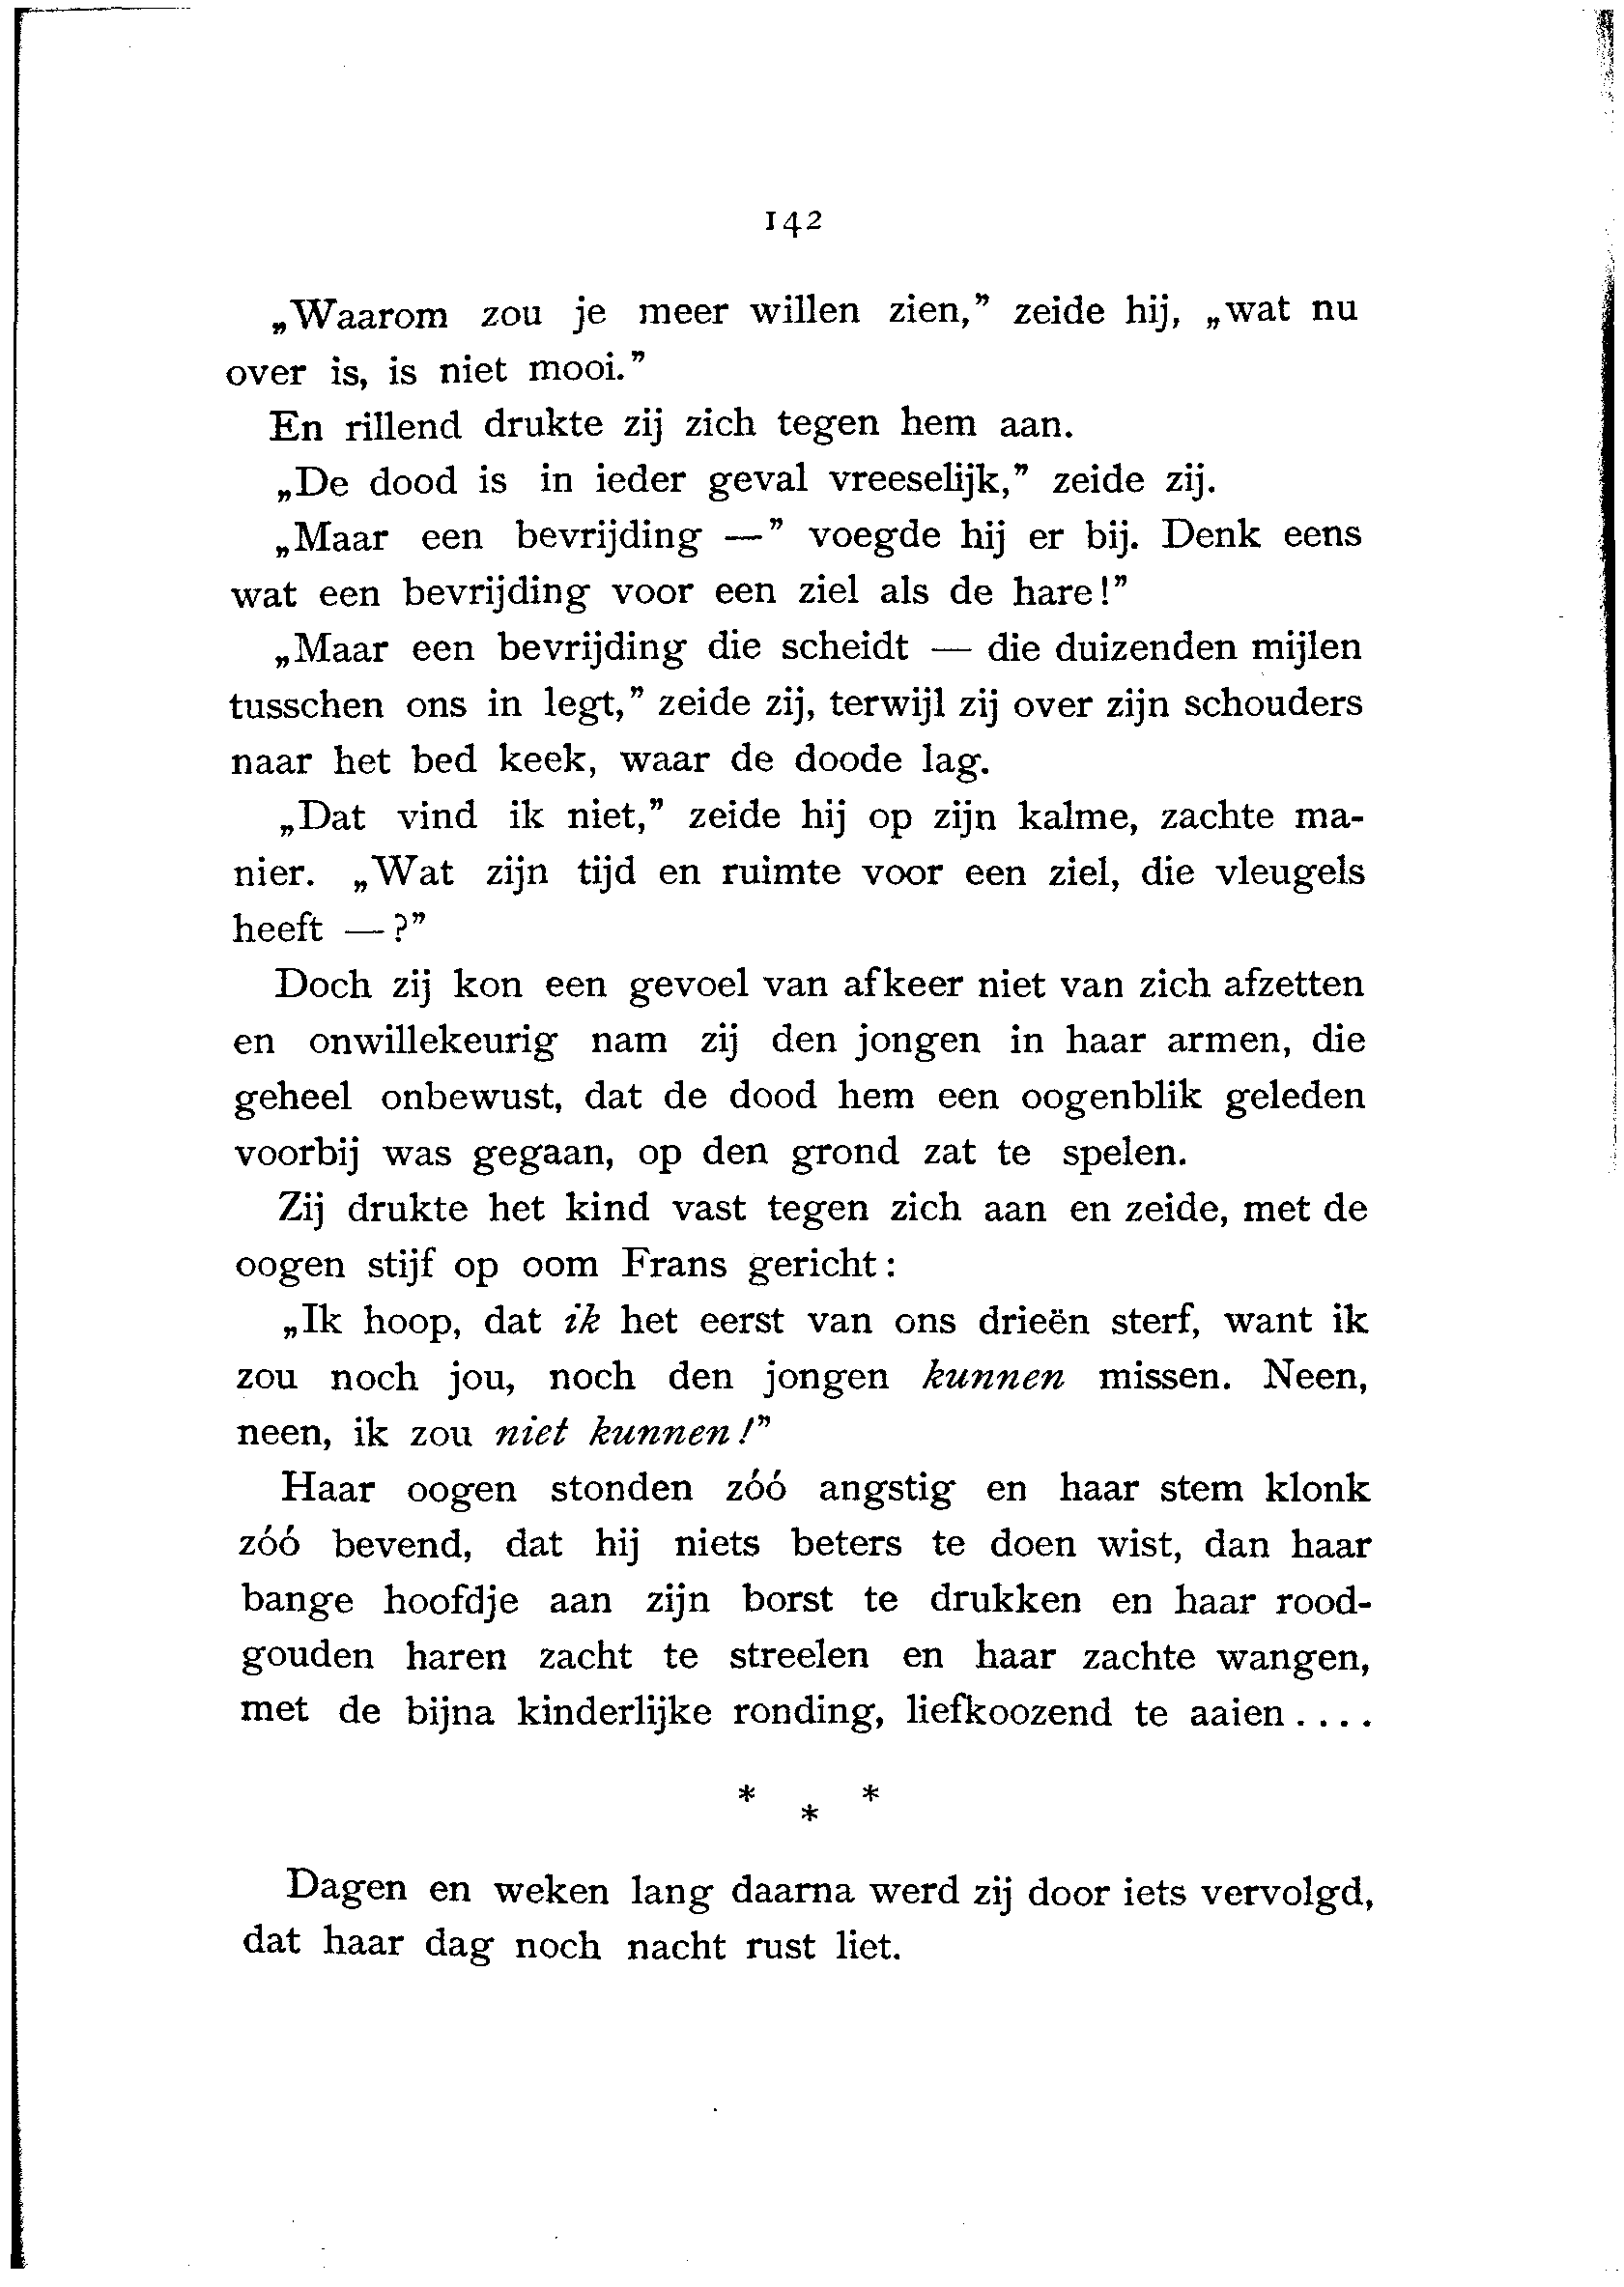 142
„Waarom zou je meer willen zien,” zeide hij, „wat nu
over is, is niet mooi.”
En rillend drukte zij zich tegen hem aan.
„De dood is in ieder geval vreeselijk,” zeide zij.
„Maar een bevrijding —” voegde hij er bij. Denk eens
wat een bevrijding voor een ziel als de hare!”
„Maar een bevrijding die scheidt — die duizenden mijlen
tusschen ons in legt,” zeide zij, terwijl zij over zijn schouders
naar het bed keek, waar de doode lag.
„Dat vind ik niet,” zeide hij op zijn kalme, zachte ma-
nier. „Wat zijn tijd en ruimte voor een ziel, die vleugels
heeft —?”
Doch zij kon een gevoel van afkeer niet van zich afzetten
en onwillekeurig nam zij den jongen in haar armen, die
geheel onbewust, dat de dood hem een oogenblik geleden
voorbij was gegaan, op den grond zat te spelen.
Zij drukte het kind vast tegen zich aan en zeide, met de
oogen stijf op oom Frans gericht:
„Ik hoop, dat ik het eerst van ons drieën sterf, want ik
zou noch jou, noch den jongen kunnen missen. Neen,
neen, ik zou niet kunnen!”
Haar oogen stonden zóó angstig en haar stem klonk
zóó bevend, dat hij niets beters te doen wist, dan haar
bange hoofdje aan zijn borst te drukken en haar rood-
gouden haren zacht te streelen en haar zachte wangen,
met de bijna kinderlijke ronding, liefkoozend te aaien....
* * *
Dagen en weken lang daarna werd zij door iets vervolgd,
dat haar dag noch nacht rust liet.